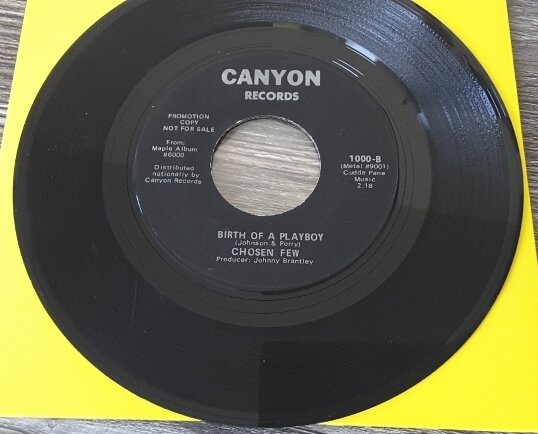 CANYON
RECORDS
PROMOTION
COPY
NOT FOR SALE
From:
Maple Album
#6000
Distributed
nationally by
Canyon Records
1000-B
(Metal #9001)
Cudda Pane
Music
2:18
BIRTH OF A PLAYBOY
(Johnson & Perry)
CHOSEN FEW
Producer: Johnny Brantley